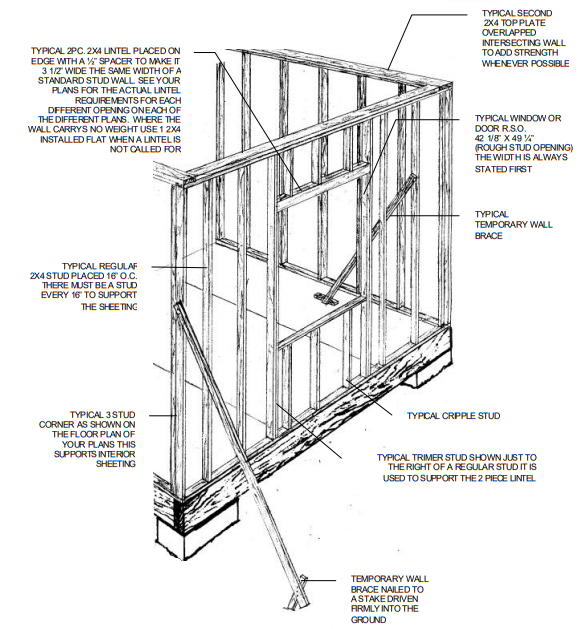 TYPICAL SECOND
2X4 TOP PLATE
OVERLAPPED
INTERSECTING WALL
TO ADD STRENGTH
WHENEVER POSSIBLE
TYPICAL 2PC. 2X4 LINTEL PLACED ON
EDGE WITH A ½" SPACER TO MAKE IT
3 1/2" WIDE THE SAME WIDTH OF A
STANDARD STUD WALL. SEE YOUR
PLANS FOR THE ACTUAL LINTEL
REQUIREMENTS FOR EACH
DIFFERENT OPENING ON EACH OF
THE DIFFERENT PLANS. WHERE THE
WALL CARRYS NO WEIGHT USE 1 2X4
INSTALLED FLAT WHEN A LINTEL IS
NOT CALLED FOR
TYPICAL WINDOW OR
DOOR R.S.O.
42 1/8" X 49 ¼"
(ROUGH STUD OPENING)
THE WIDTH IS ALWAYS
STATED FIRST
TYPICAL
TEMPORARY WALL
BRACE
TYPICAL REGULAR
2X4 STUD PLACED 16" O.C.
THERE MUST BE A STUD
EVERY 16" TO SUPPORT
THE SHEETING
TYPICAL 3 STUD
CORNER AS SHOWN ON
THE FLOOR PLAN OF
YOUR PLANS THIS
SUPPORTS INTERIOR
SHEETING
TYPICAL CRIPPLE STUD
TYPICAL TRIMER STUD SHOWN JUST TO
THE RIGHT OF A REGULAR STUD IT IS
USED TO SUPPORT THE 2 PIECE LINTEL
TEMPORARY WALL
BRACE NAILED TO
A STAKE DRIVEN
FIRMLY INTO THE
GROUND